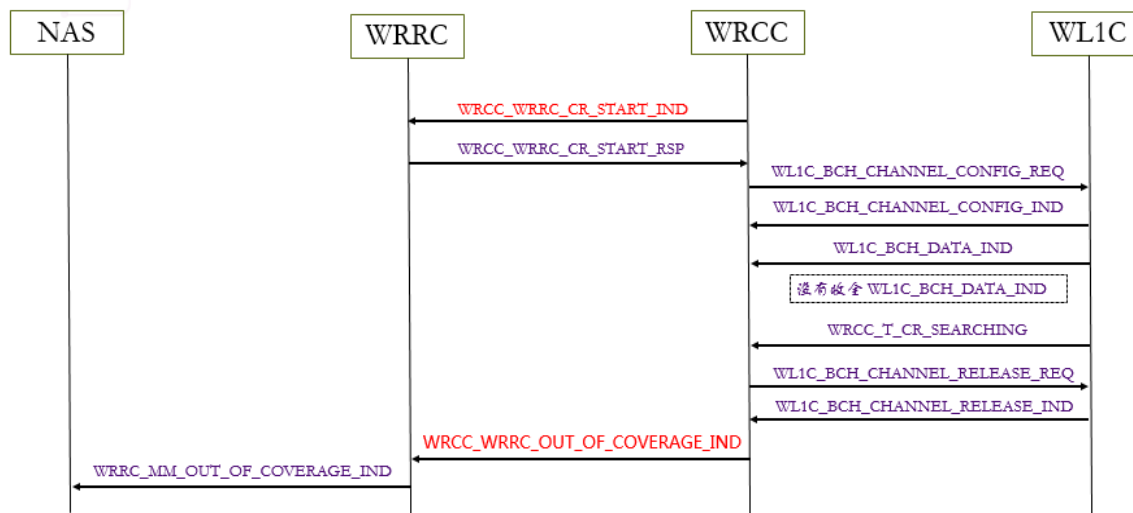 NAS
WRRC
WRCC
WL1C
WRCC_WRRC_CR_START_IND
WRCC_WRRC_CR_START_RSP
WL1C_BCH_CHANNEL_CONFIG_REQ
WL1C_BCH_CHANNEL_CONFIG_IND
WL1C_BCH_DATA_IND
没有收全 WL1C_BCH_DATA_IND
WRCC_T_CR_SEARCHING
WL1C_BCH_CHANNEL_RELEASE_REQ
WL1C_BCH_CHANNEL_RELEASE_IND
WRCC_WRRC_OUT_OF_COVERAGE_IND
WRRC_MM_OUT_OF_COVERAGE_IND